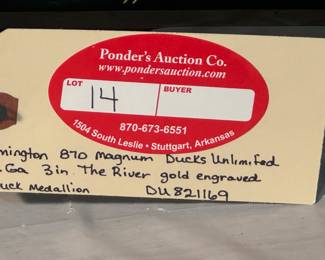 Ponder's Auction Co.
www.pondersauction.com
LOT
14
BUYER
870-673-6551
1504 South Leslie • Stuttgart, Arkansas
mington 870 Magnum Ducks Unlimited
Ga 3in. The River gold engraved
uck Medallion DU821169